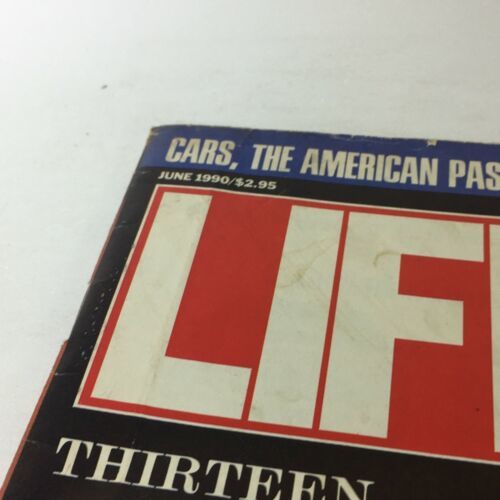 CARS, THE AMERICAN PAS
JUNE 1990/$2.95
LIF
THIRTEEN